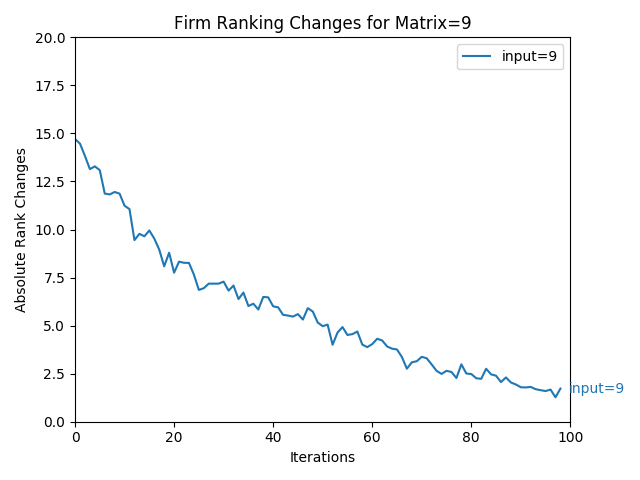 Firm Ranking Changes for Matrix=9
input=9
20.0
17.5
15.0
12.5
10.0
7.5
5.0
2.5
0.0
Absolute Rank Changes
input=9
0 20 40 60 80 100
Iterations